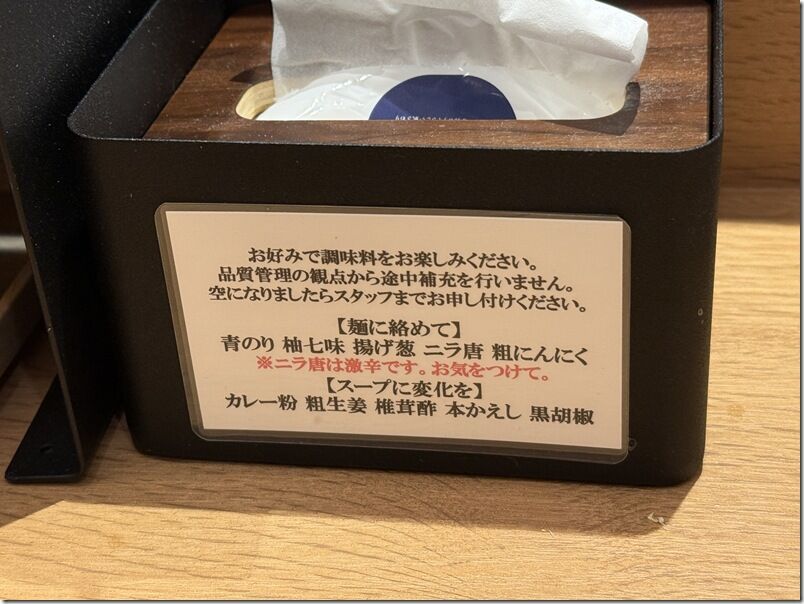 お好みで調味料をお楽しみください。
品質管理の観点から途中補充を行いません。
空になりましたらスタッフまでお申し付けください。
【麺に絡めて】
青のり 柚七味 揚げ葱 ニラ唐 粗にんにく
※ニラ唐は激辛です。お気をつけて。
【スープに変化を】
カレー粉 粗生姜 椎茸酢 本かえし 黒胡椒